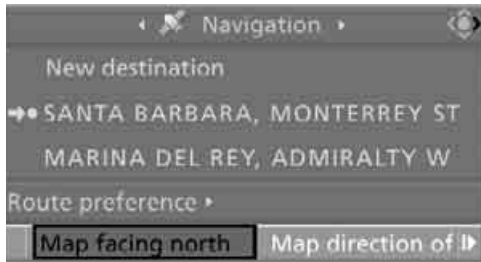 Navigation
New destination
SANTA BARBARA, MONTERREY ST
MARINA DEL REY, ADMIRALTY W
Route preference
Map facing north Map direction of